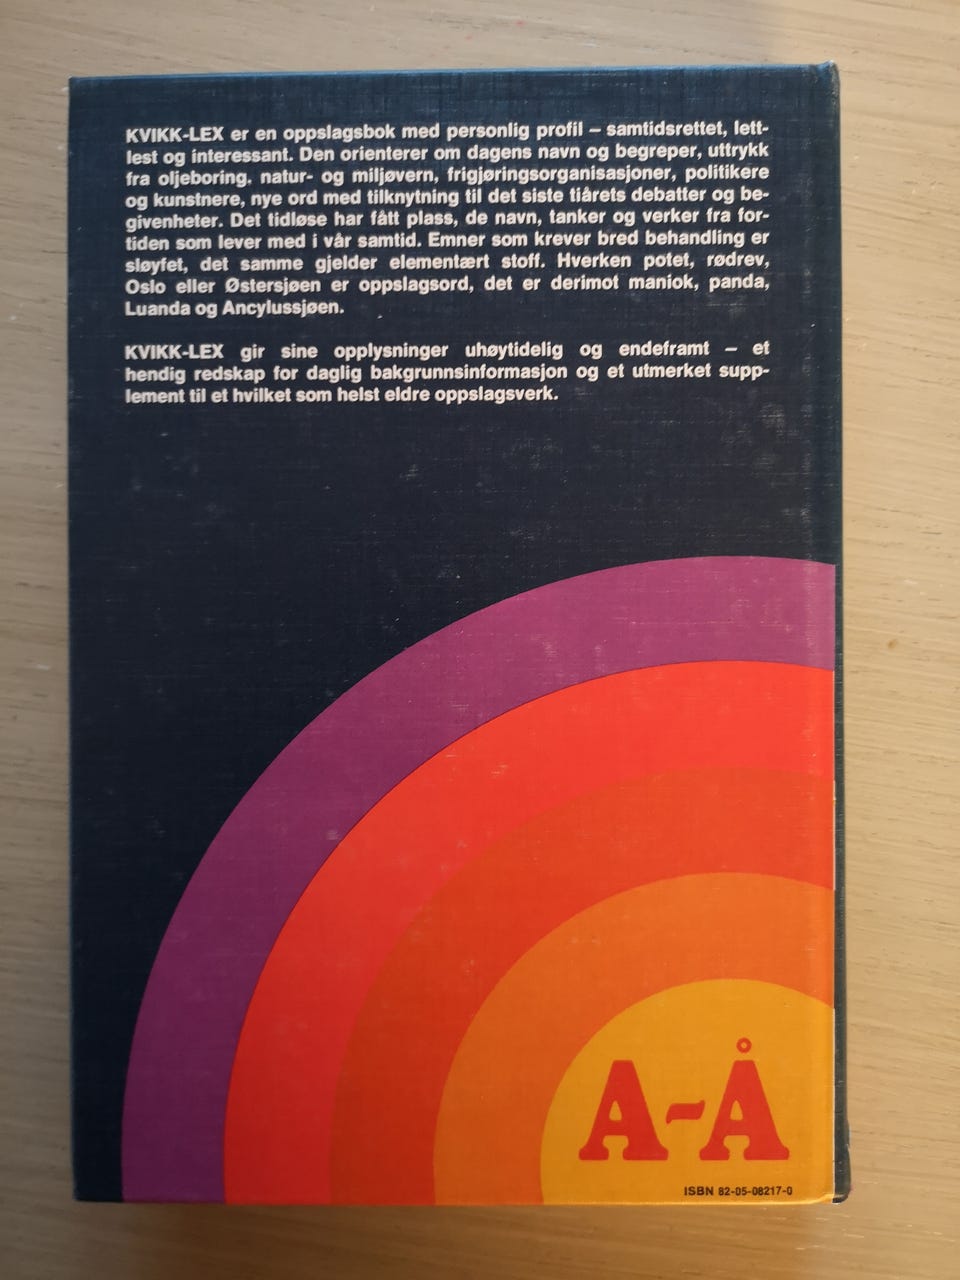 KVIKK-LEX er en oppslagsbok med personlig profil – samtidsrettet, lett-
lest og interessant. Den orienterer om dagens navn og begreper, uttrykk
fra oljeboring. natur- og miljøvern, frigjøringsorganisasjoner, politikere
og kunstnere, nye ord med tilknytning til det siste tiårets debatter og be-
givenheter. Det tidløse har fått plass, de navn, tanker og verker fra for-
tiden som lever med i vår samtid. Emner som krever bred behandling er
sløyfet, det samme gjelder elementært stoff. Hverken potet, rødrev,
Oslo eller Østersjøen er oppslagsord, det er derimot maniok, panda,
Luanda og Ancylussjøen.
KVIKK-LEX gir sine opplysninger uhøytidelig og endeframt – et
hendig redskap for daglig bakgrunnsinformasjon og et utmerket supp-
lement til et hvilket som helst eldre oppslagsverk.
A-Å
ISBN 82-05-08217-0